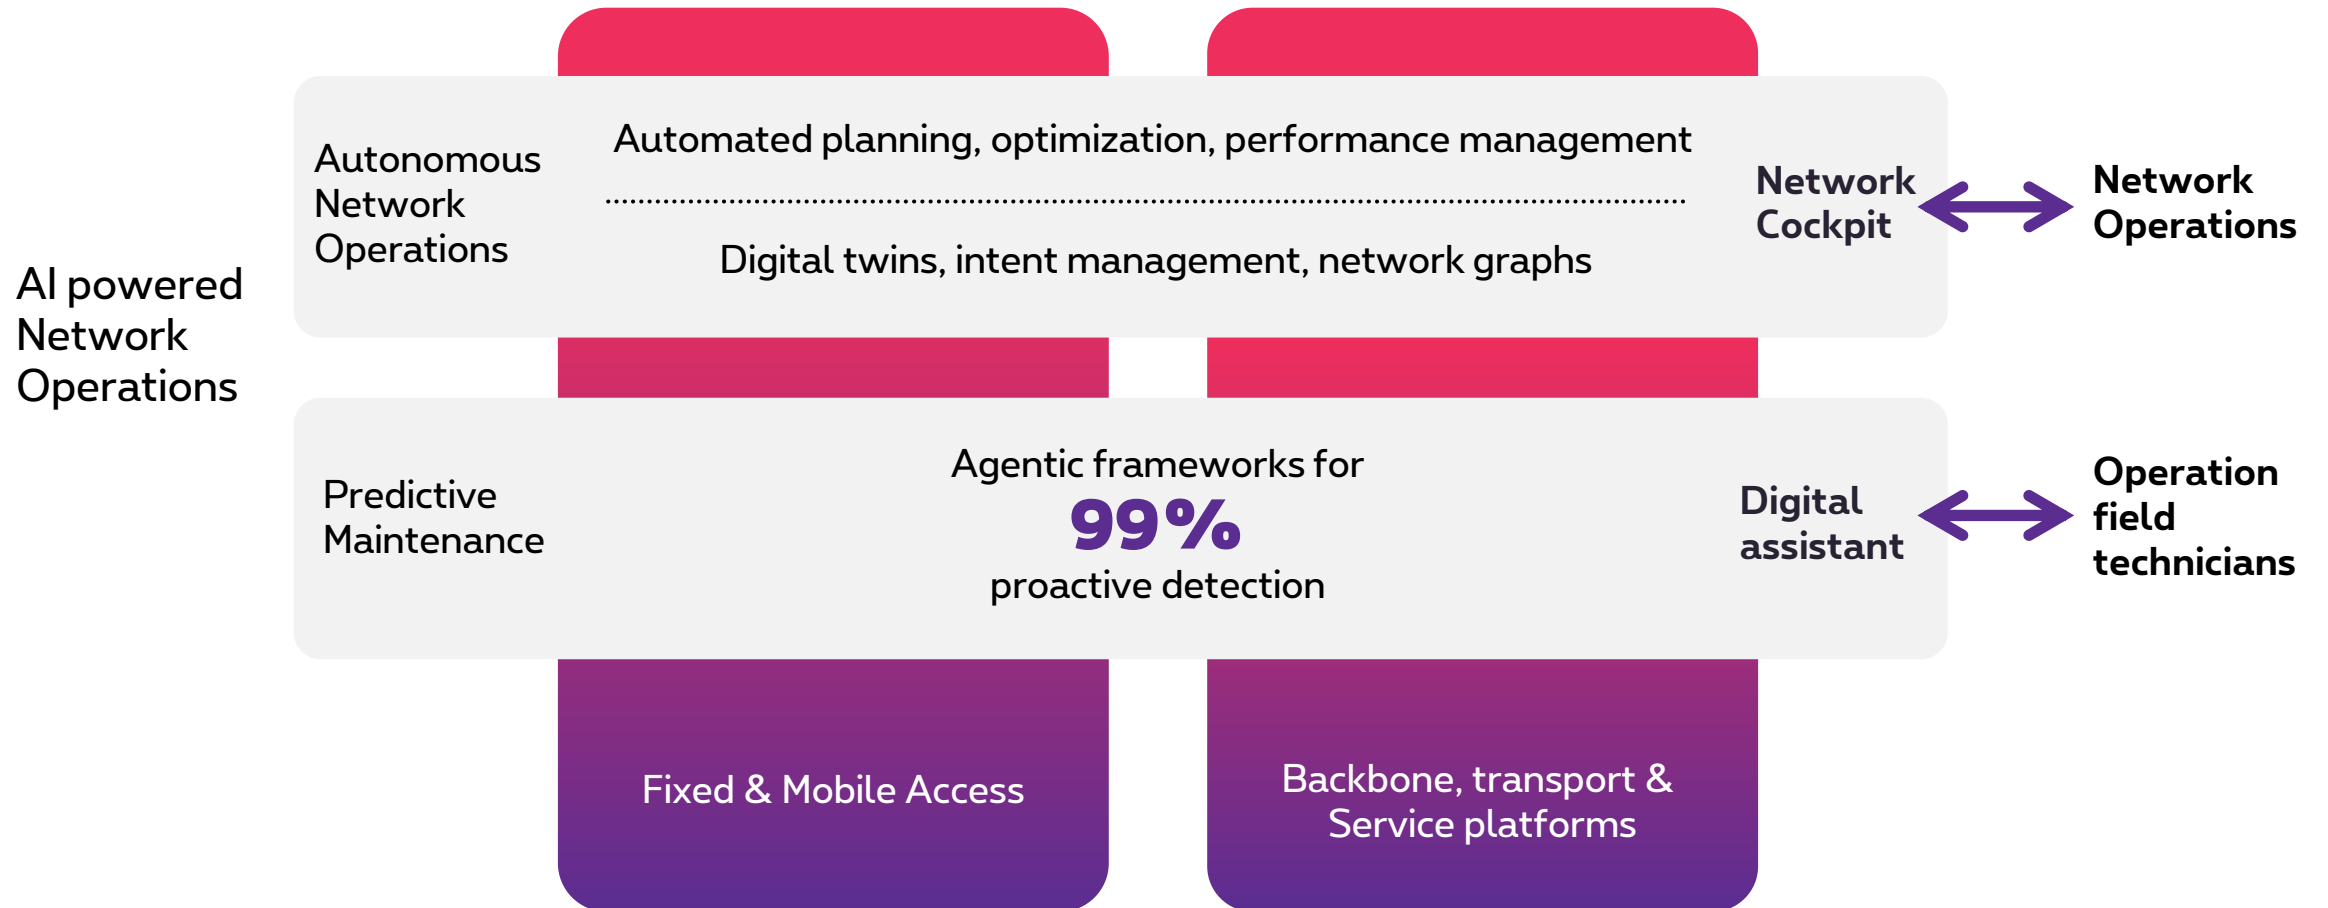 AI powered
Network
Operations
Autonomous
Network
Operations
Automated planning, optimization, performance management
Digital twins, intent management, network graphs
Network
Cockpit
Network
Operations
Predictive
Maintenance
Agentic frameworks for
99%
proactive detection
Digital
assistant
Operation
field
technicians
Fixed & Mobile Access
Backbone, transport &
Service platforms